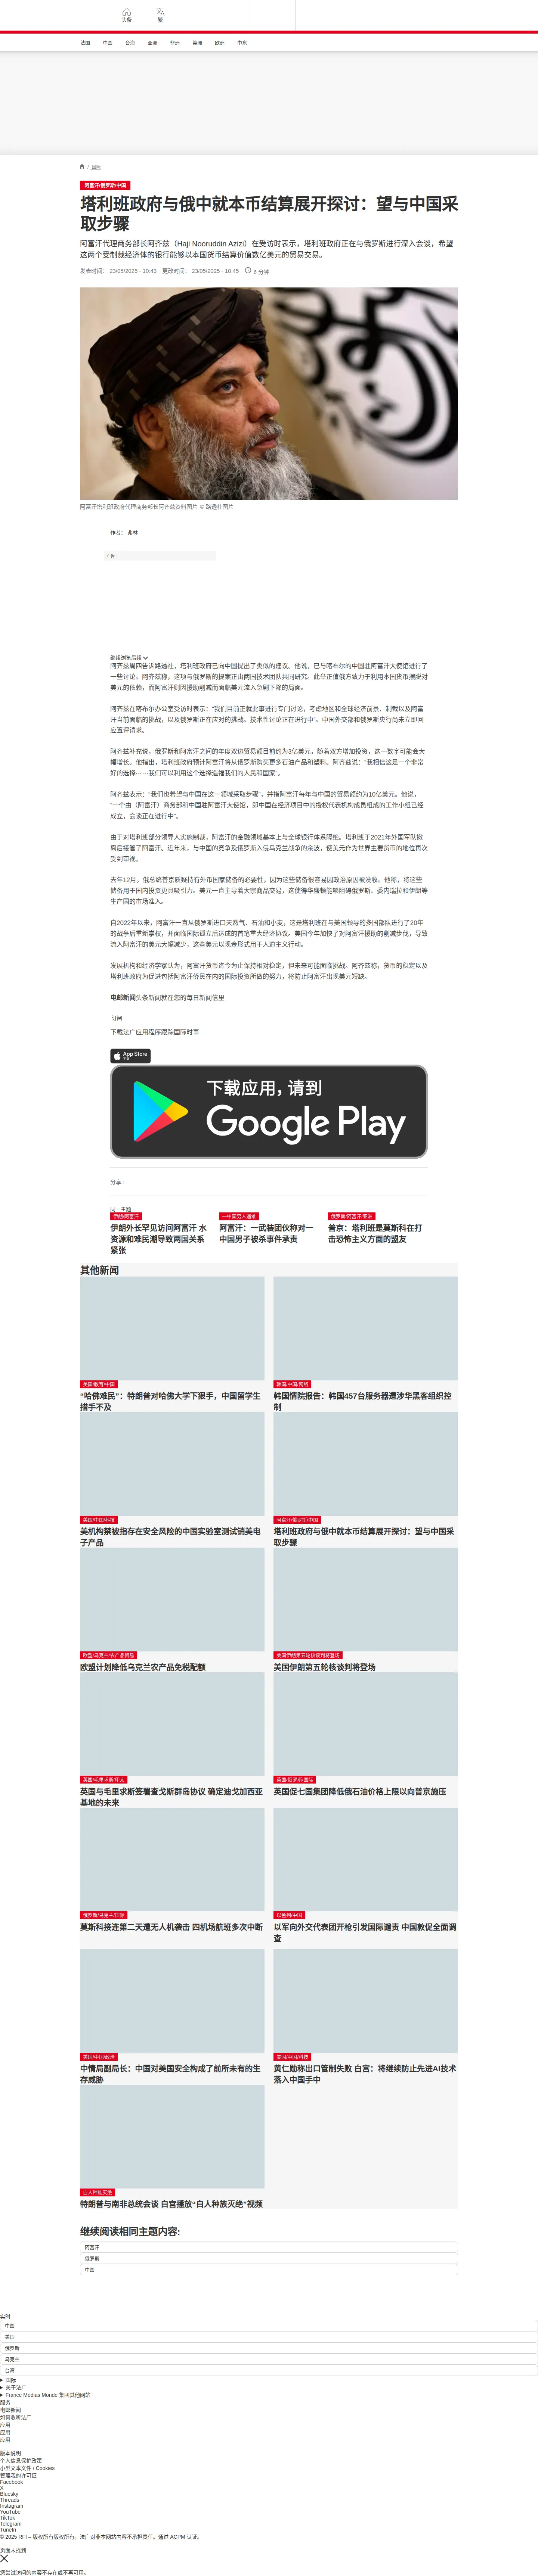 头条
繁
法国
中国
台海
亚洲
非洲
美洲
欧洲
中东
/ 国际
阿富汗/俄罗斯/中国
塔利班政府与俄中就本币结算展开探讨：望与中国采
取步骤
阿富汗代理商务部长阿齐兹（Haji Nooruddin Azizi）在受访时表示，塔利班政府正在与俄罗斯进行深入会谈，希望
这两个受制裁经济体的银行能够以本国货币结算价值数亿美元的贸易交易。
发表时间： 23/05/2025 - 10:43 更改时间： 23/05/2025 - 10:45 6 分钟
阿富汗塔利班政府代理商务部长阿齐兹资料图片 © 路透社图片
作者： 弗林
广告
继续浏览后续
阿齐兹周四告诉路透社，塔利班政府已向中国提出了类似的建议。他说，已与喀布尔的中国驻阿富汗大使馆进行了
一些讨论。阿齐兹称，这项与俄罗斯的提案正由两国技术团队共同研究。此举正值俄方致力于利用本国货币摆脱对
美元的依赖，而阿富汗则因援助削减而面临美元流入急剧下降的局面。
阿齐兹在喀布尔办公室受访时表示：“我们目前正就此事进行专门讨论，考虑地区和全球经济前景、制裁以及阿富
汗当前面临的挑战，以及俄罗斯正在应对的挑战。技术性讨论正在进行中”。中国外交部和俄罗斯央行尚未立即回
应置评请求。
阿齐兹补充说，俄罗斯和阿富汗之间的年度双边贸易额目前约为3亿美元，随着双方增加投资，这一数字可能会大
幅增长。他指出，塔利班政府预计阿富汗将从俄罗斯购买更多石油产品和塑料。阿齐兹说：“我相信这是一个非常
好的选择······我们可以利用这个选择造福我们的人民和国家”。
阿齐兹表示：“我们也希望与中国在这一领域采取步骤”，并指阿富汗每年与中国的贸易额约为10亿美元。他说，
“一个由（阿富汗）商务部和中国驻阿富汗大使馆，即中国在经济项目中的授权代表机构成员组成的工作小组已经
成立，会谈正在进行中”。
由于对塔利班部分领导人实施制裁，阿富汗的金融领域基本上与全球银行体系隔绝。塔利班于2021年外国军队撤
离后接管了阿富汗。近年来，与中国的竞争及俄罗斯入侵乌克兰战争的余波，使美元作为世界主要货币的地位再次
受到审视。
去年12月，俄总统普京质疑持有外币国家储备的必要性，因为这些储备很容易因政治原因被没收。他称，将这些
储备用于国内投资更具吸引力。美元一直主导着大宗商品交易，这使得华盛顿能够阻碍俄罗斯、委内瑞拉和伊朗等
生产国的市场准入。
自2022年以来，阿富汗一直从俄罗斯进口天然气、石油和小麦，这是塔利班在与美国领导的多国部队进行了20年
的战争后重新掌权，并面临国际孤立后达成的首笔重大经济协议。美国今年加快了对阿富汗援助的削减步伐，导致
流入阿富汗的美元大幅减少，这些美元以现金形式用于人道主义行动。
发展机构和经济学家认为，阿富汗货币迄今为止保持相对稳定，但未来可能面临挑战。阿齐兹称，货币的稳定以及
塔利班政府为促进包括阿富汗侨民在内的国际投资所做的努力，将防止阿富汗出现美元短缺。
电邮新闻头条新闻就在您的每日新闻信里
订阅
下载法广应用程序跟踪国际时事
App Store
下载
下载应用，请到
Google Play
分享 :
同一主题
伊朗/阿富汗
伊朗外长罕见访问阿富汗 水
资源和难民潮导致两国关系
紧张
一中国男人遇难
阿富汗：一武装团伙称对一
中国男子被杀事件承责
俄罗斯/阿富汗/亚洲
普京：塔利班是莫斯科在打
击恐怖主义方面的盟友
其他新闻
美国/教育/中国
“哈佛难民”：特朗普对哈佛大学下狠手，中国留学生
措手不及
韩国/中国/网络
韩国情院报告：韩国457台服务器遭涉华黑客组织控
制
美国/中国/科技
美机构禁被指存在安全风险的中国实验室测试销美电
子产品
阿富汗/俄罗斯/中国
塔利班政府与俄中就本币结算展开探讨：望与中国采
取步骤
欧盟/乌克兰/农产品贸易
欧盟计划降低乌克兰农产品免税配额
美国伊朗第五轮核谈判将登场
美国伊朗第五轮核谈判将登场
英国/毛里求斯/印太
英国与毛里求斯签署查戈斯群岛协议 确定迪戈加西亚
基地的未来
英国/俄罗斯/国际
英国促七国集团降低俄石油价格上限以向普京施压
俄罗斯/乌克兰/国际
莫斯科接连第二天遭无人机袭击 四机场航班多次中断
以色列/中国
以军向外交代表团开枪引发国际谴责 中国敦促全面调
查
美国/中国/政治
中情局副局长：中国对美国安全构成了前所未有的生
存威胁
美国/中国/科技
黄仁勋称出口管制失败 白宫：将继续防止先进AI技术
落入中国手中
白人种族灭绝
特朗普与南非总统会谈 白宫播放“白人种族灭绝”视频
继续阅读相同主题内容:
阿富汗
俄罗斯
中国
实时
中国
美国
俄罗斯
乌克兰
台湾
国际
关于法广
France Médias Monde 集团其他网站
服务
电邮新闻
如何收听法广
应用
应用
应用
版本说明
个人信息保护政策
小型文本文件 / Cookies
管理我的许可证
Facebook
X
Bluesky
Threads
Instagram
YouTube
TikTok
Telegram
TuneIn
© 2025 RFI – 版权所有版权所有。法广对非本网站内容不承担责任。通过 ACPM 认证。
页面未找到
您尝试访问的内容不存在或不再可用。